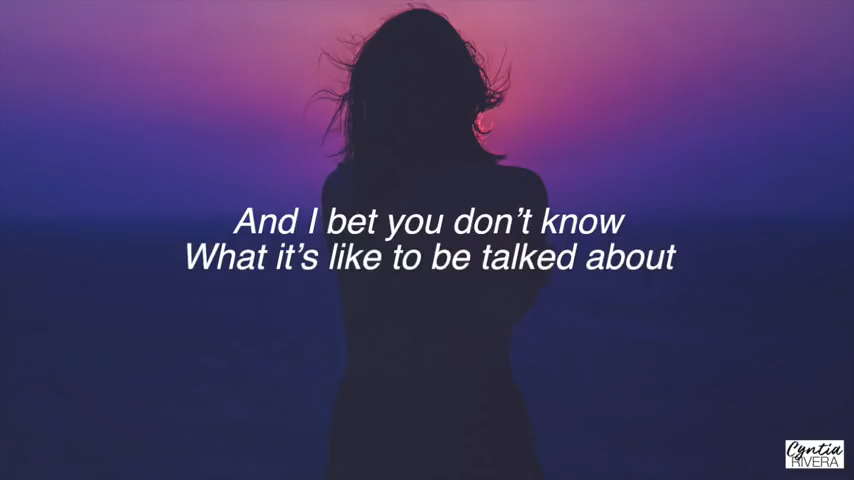 And I bet you don't know
What it's like to be talked about
Cyntia
RIVERA